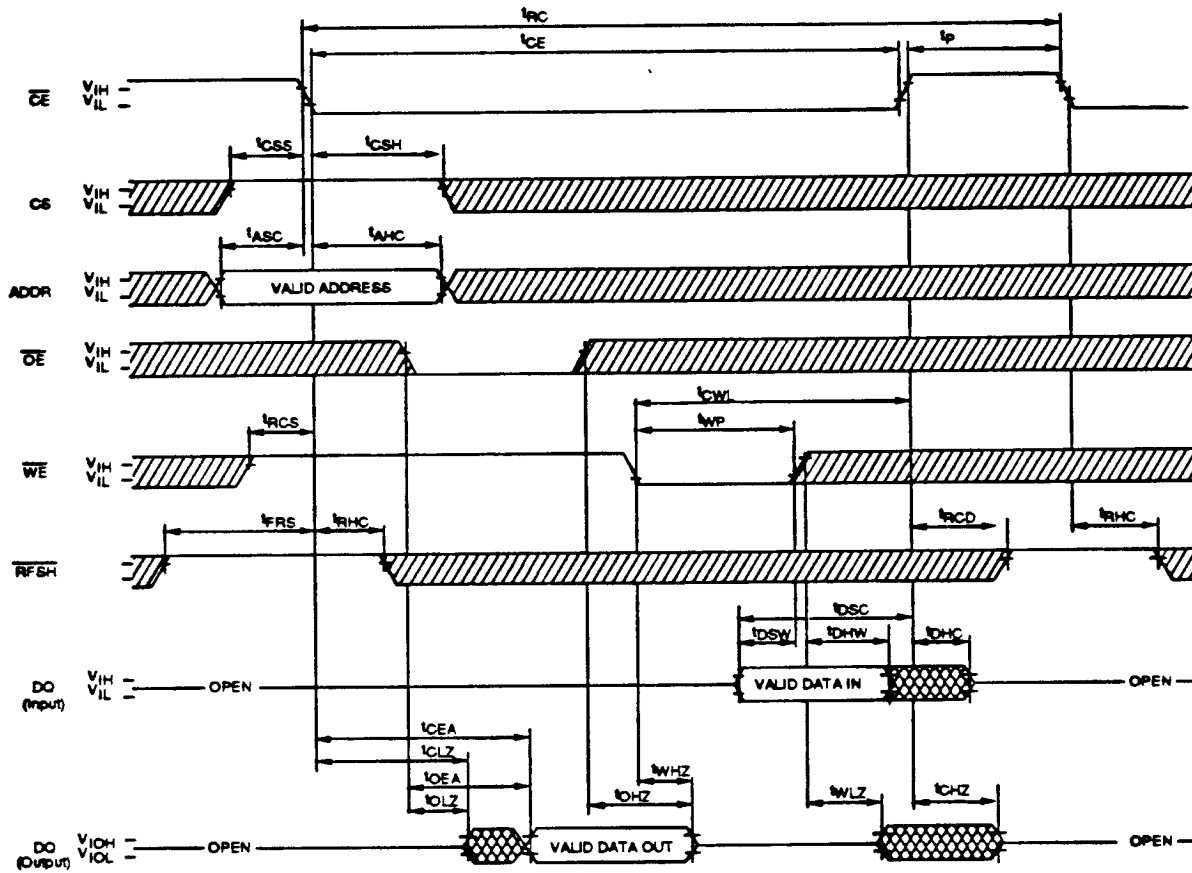 tRC
tCE
tP
CE VIH
VIL
tCSS tCSH
CS VIH
VIL
tASC tAHC
ADDR VIH
VIL
VALID ADDRESS
OE VIH
VIL
tCWL
tRCS tWP
WE VIH
VIL
tFRS tRHC tRCD tRHC
RFSH VIH
VIL
tDSC
tDSW tDHW tDHC
DQ (Input) VIH
VIL
OPEN VALID DATA IN OPEN
tCEA
tCLZ
tOEA tWHZ
tOLZ tOHZ tWLZ tCHZ
DQ (Output) VIOH
VIOL
OPEN VALID DATA OUT OPEN